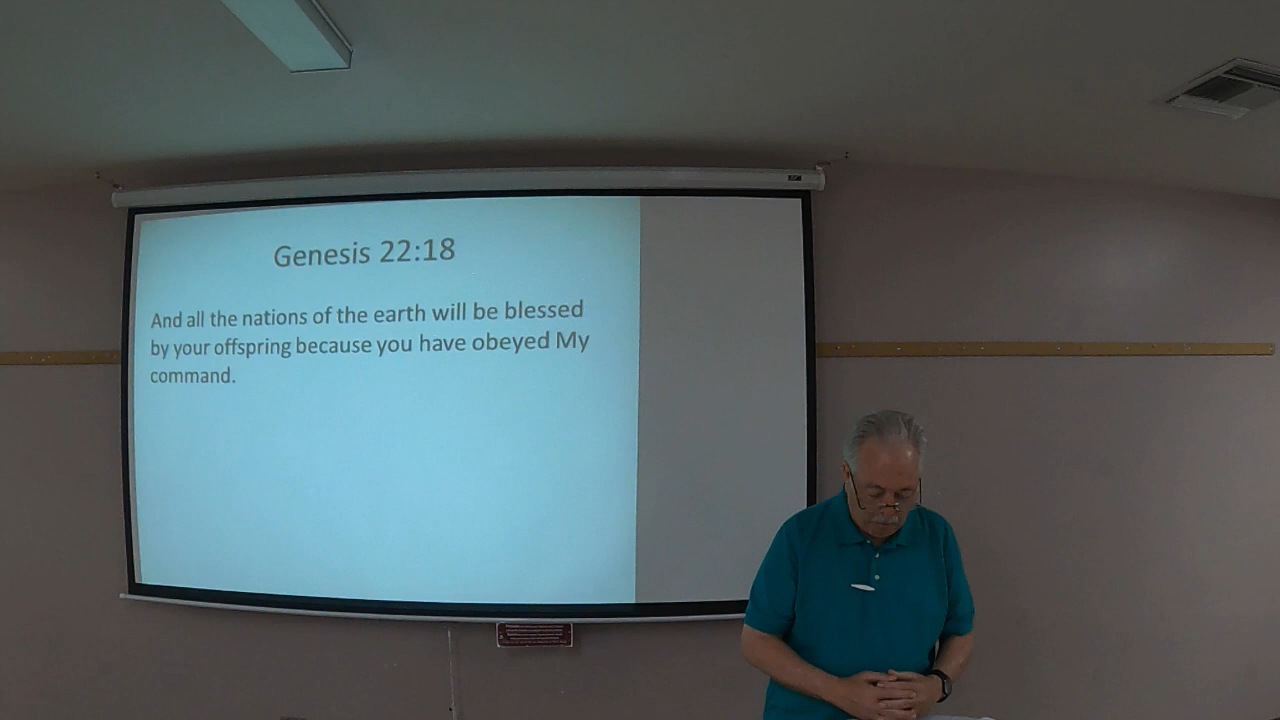 Genesis 22:18
And all the nations of the earth will be blessed
by your offspring because you have obeyed My
command.